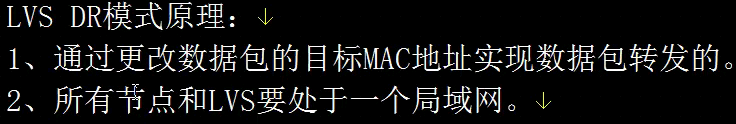 LVS DR模式原理：↓
1、通过更改数据包的目标MAC地址实现数据包转发的。
2、所有节点和LVS要处于一个局域网。↓